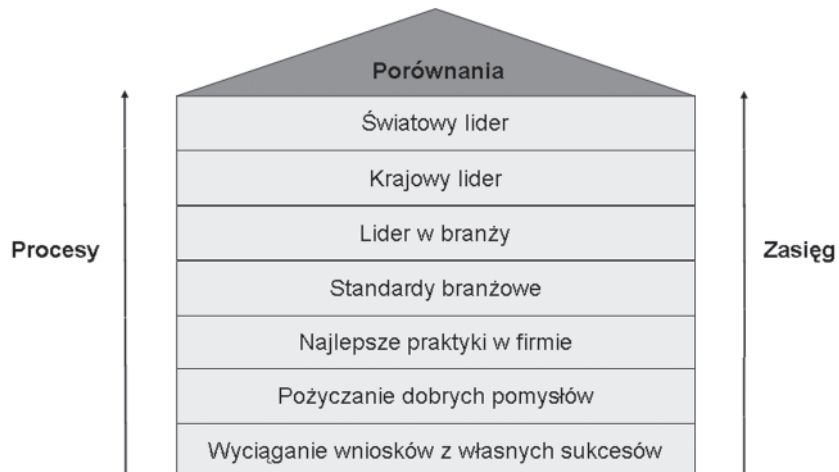 Porównania
Światowy lider
Krajowy lider
Lider w branży
Procesy
Zasięg
Standardy branżowe
Najlepsze praktyki w firmie
Pożyczanie dobrych pomysłów
Wyciąganie wniosków z własnych sukcesów